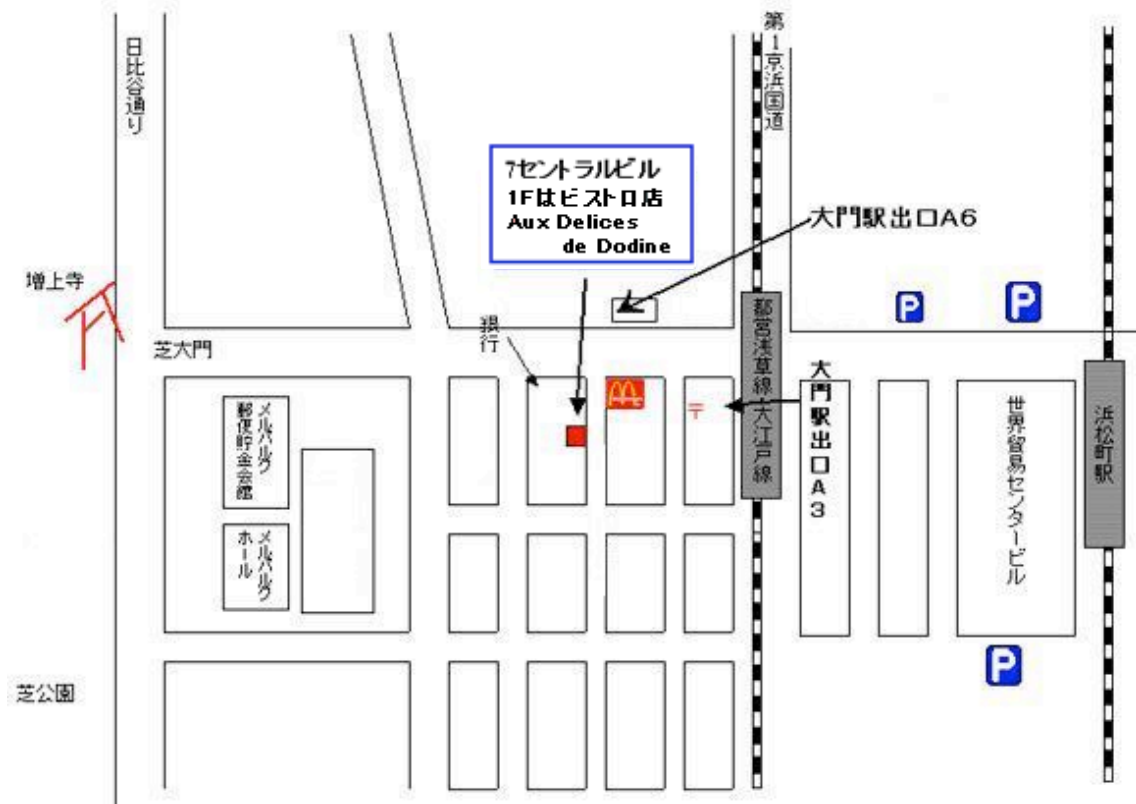 日比谷通り
第1京浜国道
7セントラルビル
1Fはビストロ店
Aux Delices
de Dodine
大門駅出口A6
増上寺
P
P
芝大門
銀行
都営浅草線・大江戸線
大門駅出口A3
〒
メルパルク
郵便貯金会館
メルパルク
ホール
世界貿易センタービル
浜松町駅
P
芝公園